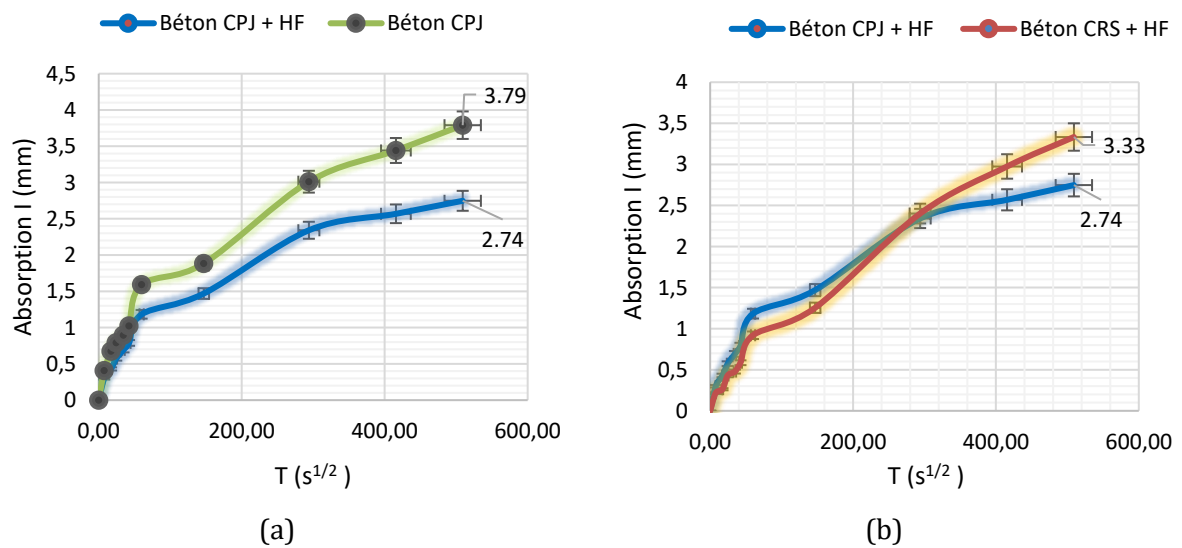 Béton CPJ + HF Béton CPJ
4,5
4
3,5
3
2,5
2
1,5
1
0,5
0
0,00 200,00 400,00 600,00
Absorption I (mm)
T (s1/2 )
3.79
2.74
(a)
Béton CPJ + HF Béton CRS + HF
4
3,5
3
2,5
2
1,5
1
0,5
0
0,00 200,00 400,00 600,00
Absorption I (mm)
T (s1/2 )
3.33
2.74
(b)